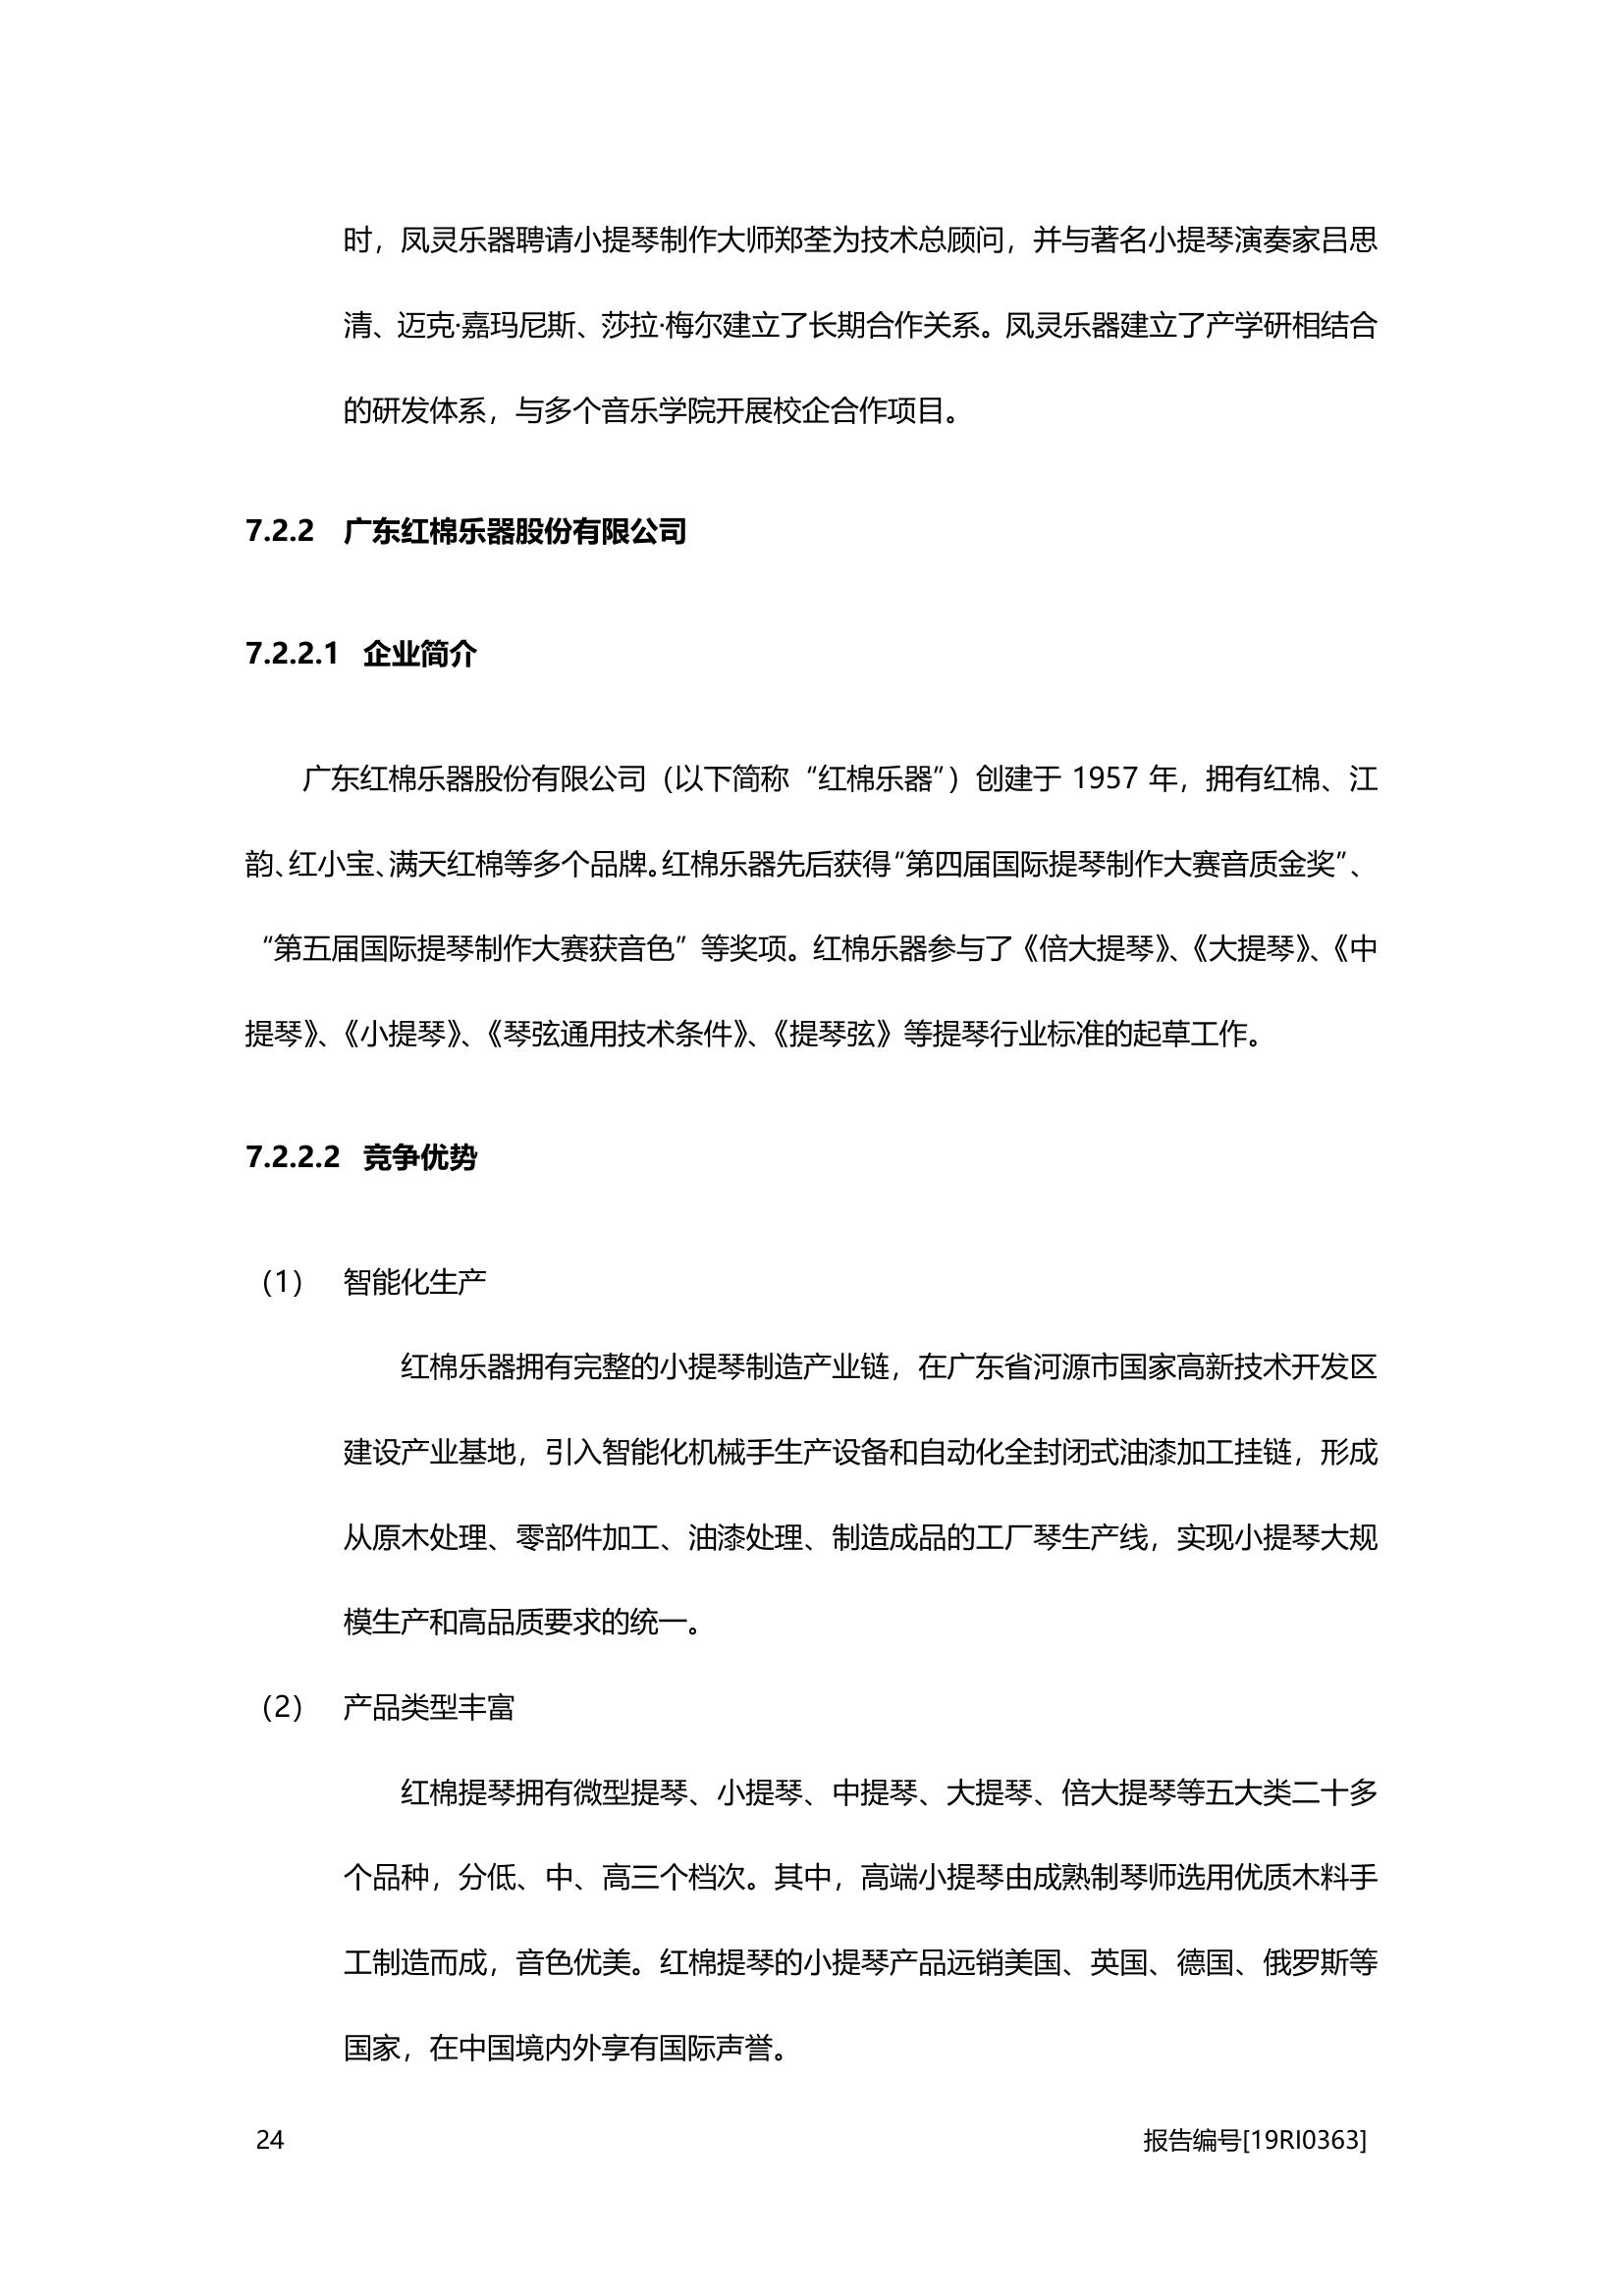 时，凤灵乐器聘请小提琴制作大师郑荃为技术总顾问，并与著名小提琴演奏家吕思
清、迈克·嘉玛尼斯、莎拉·梅尔建立了长期合作关系。凤灵乐器建立了产学研相结合
的研发体系，与多个音乐学院开展校企合作项目。
7.2.2 广东红棉乐器股份有限公司
7.2.2.1 企业简介
广东红棉乐器股份有限公司（以下简称“红棉乐器”）创建于 1957 年，拥有红棉、江
韵、红小宝、满天红棉等多个品牌。红棉乐器先后获得“第四届国际提琴制作大赛音质金奖”、
“第五届国际提琴制作大赛获音色”等奖项。红棉乐器参与了《倍大提琴》、《大提琴》、《中
提琴》、《小提琴》、《琴弦通用技术条件》、《提琴弦》等提琴行业标准的起草工作。
7.2.2.2 竞争优势
（1） 智能化生产
红棉乐器拥有完整的小提琴制造产业链，在广东省河源市国家高新技术开发区
建设产业基地，引入智能化机械手生产设备和自动化全封闭式油漆加工挂链，形成
从原木处理、零部件加工、油漆处理、制造成品的工厂琴生产线，实现小提琴大规
模生产和高品质要求的统一。
（2） 产品类型丰富
红棉提琴拥有微型提琴、小提琴、中提琴、大提琴、倍大提琴等五大类二十多
个品种，分低、中、高三个档次。其中，高端小提琴由成熟制琴师选用优质木料手
工制造而成，音色优美。红棉提琴的小提琴产品远销美国、英国、德国、俄罗斯等
国家，在中国境内外享有国际声誉。
24 报告编号[19RI0363]